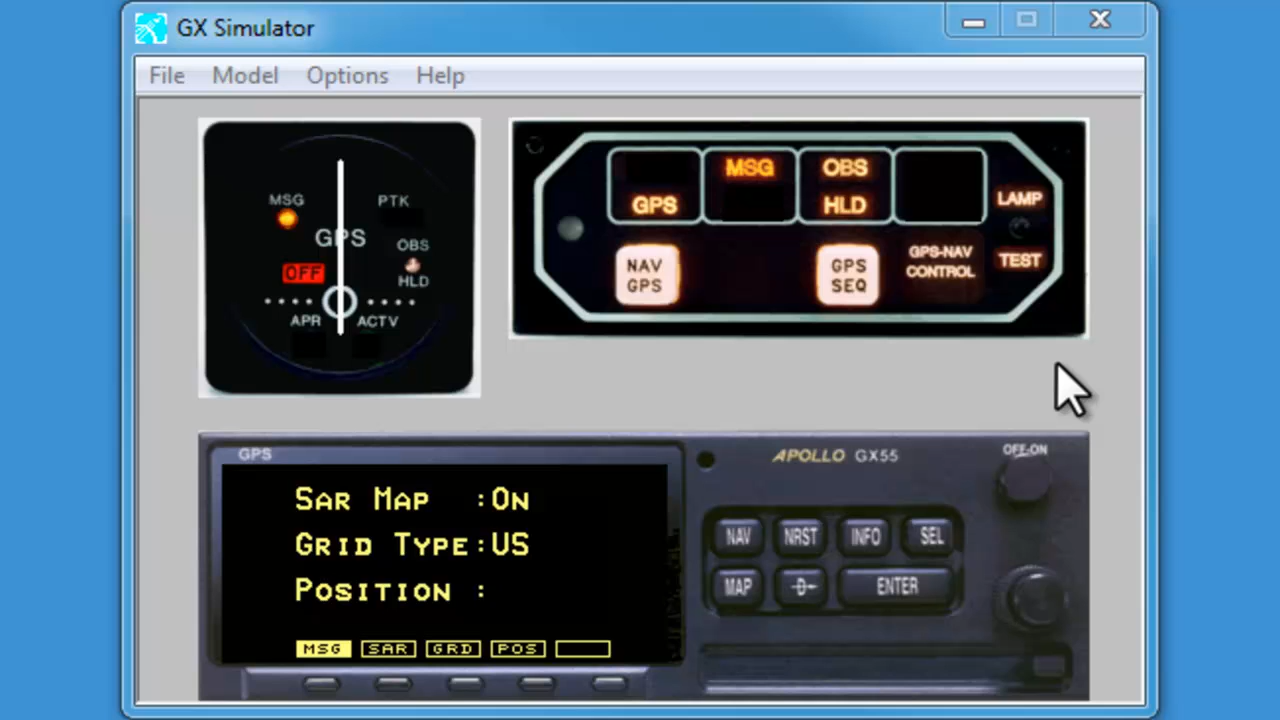 GX Simulator
File Model Options Help
MSG PTK
GPS
OBS
OFF
HLD
APR ACTV
MSG OBS
GPS HLD LAMP
NAV GPS
GPS SEQ
GPS-NAV CONTROL
TEST
GPS
APOLLO GX55
OFF-ON
Sar Map :On
Grid Type:US
Position :
MSG SAR GRD POS
NAV NRST INFO SEL
MAP D ENTER